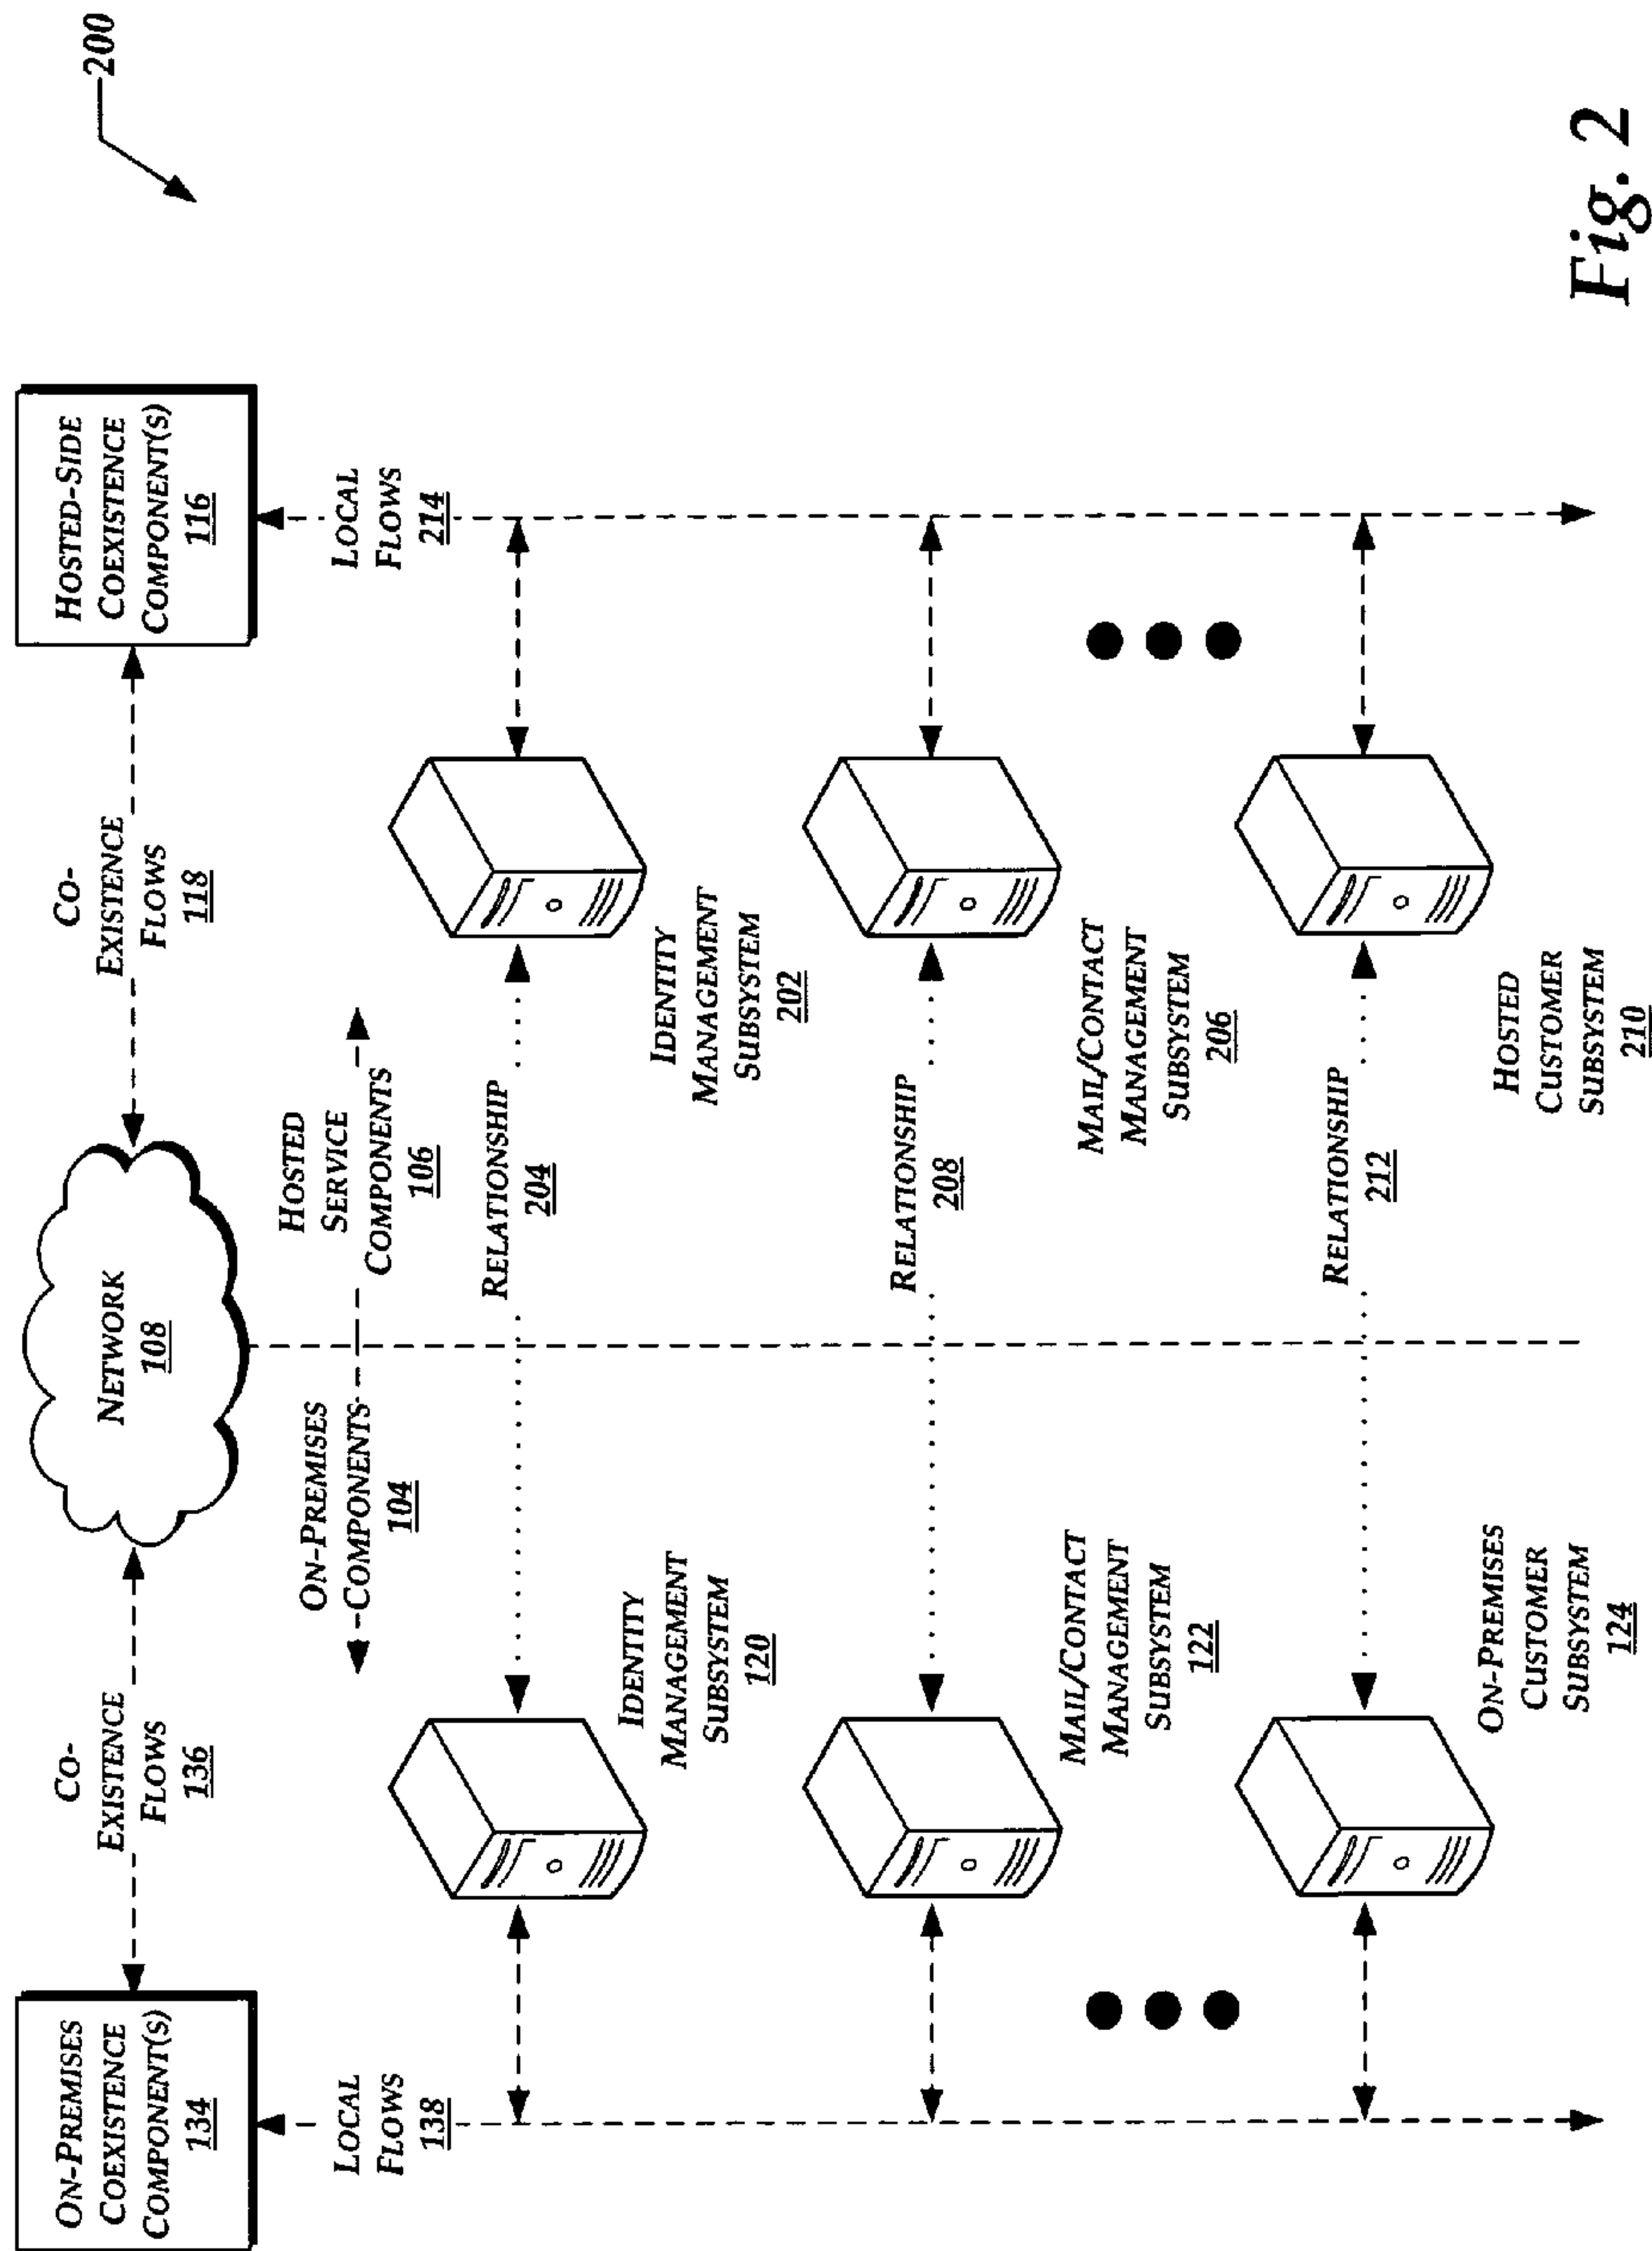 200
ON-PREMISES
COEXISTENCE
COMPONENT(S)
134
CO-
EXISTENCE
FLOWS
136
NETWORK
108
CO-
EXISTENCE
FLOWS
118
HOSTED-SIDE
COEXISTENCE
COMPONENT(S)
116
LOCAL
FLOWS
138
ON-PREMISES
COMPONENTS
104
HOSTED
SERVICE
COMPONENTS
106
LOCAL
FLOWS
214
RELATIONSHIP
204
IDENTITY
MANAGEMENT
SUBSYSTEM
120
IDENTITY
MANAGEMENT
SUBSYSTEM
202
RELATIONSHIP
208
MAIL/CONTACT
MANAGEMENT
SUBSYSTEM
122
MAIL/CONTACT
MANAGEMENT
SUBSYSTEM
206
RELATIONSHIP
212
ON-PREMISES
CUSTOMER
SUBSYSTEM
124
HOSTED
CUSTOMER
SUBSYSTEM
210
Fig. 2